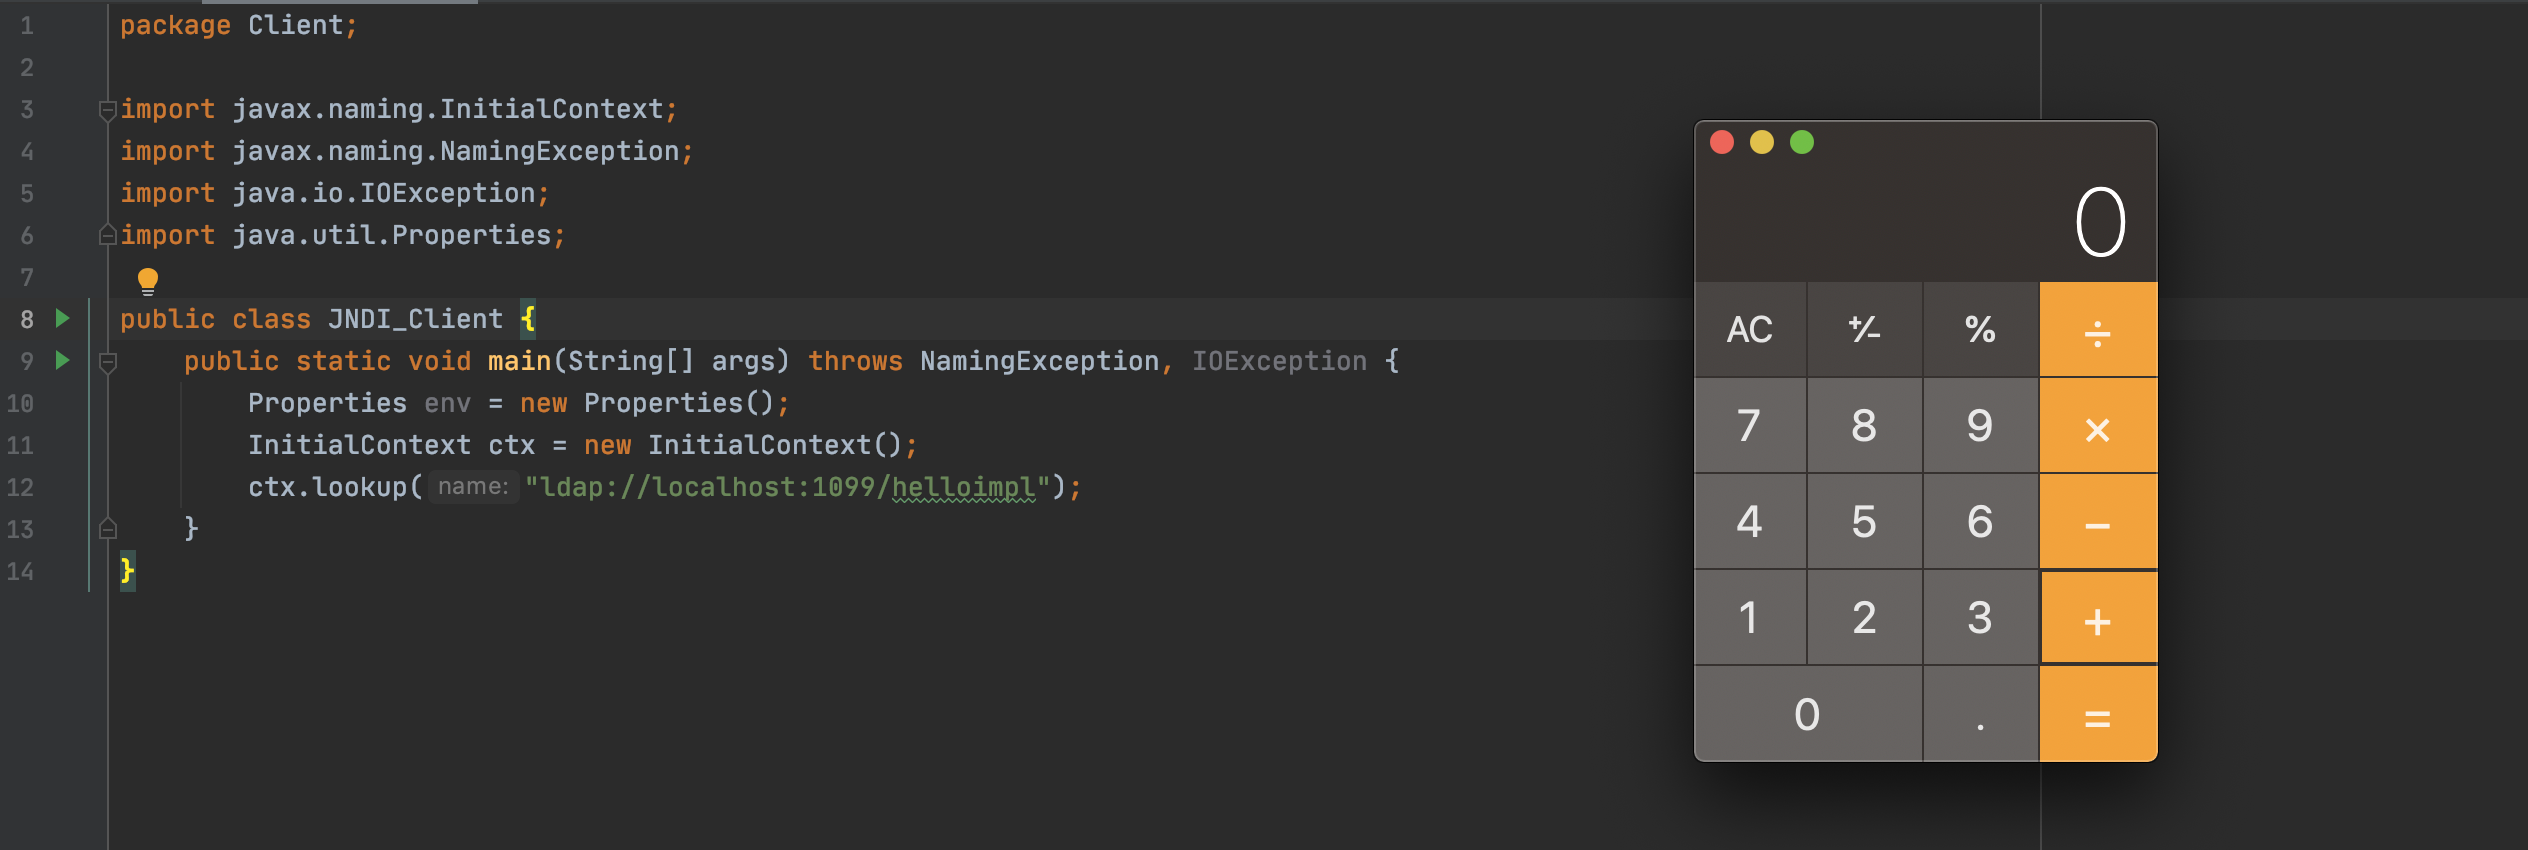 1 package Client;
2
3 import javax.naming.InitialContext;
4 import javax.naming.NamingException;
5 import java.io.IOException;
6 import java.util.Properties;
7
8 public class JNDI_Client {
9 public static void main(String[] args) throws NamingException, IOException {
10 Properties env = new Properties();
11 InitialContext ctx = new InitialContext();
12 ctx.lookup( name: "ldap://localhost:1099/helloimpl");
13 }
14 }
0
AC ⁺∕₋ % ÷
7 8 9 ×
4 5 6 −
1 2 3 +
0 . =